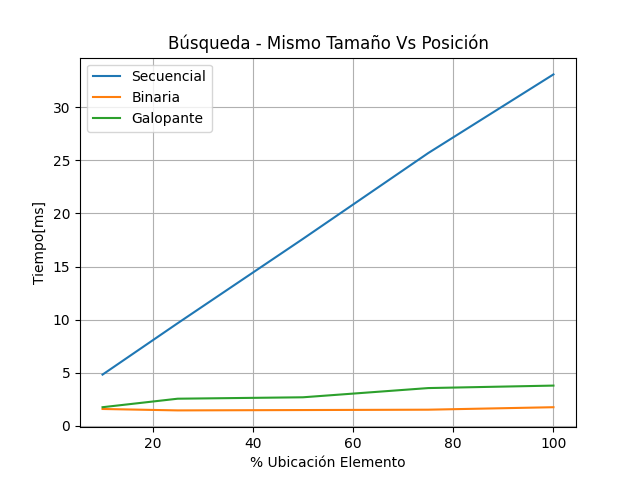 Búsqueda - Mismo Tamaño Vs Posición
Secuencial
Binaria
Galopante
Tiempo[ms]
30
25
20
15
10
5
0
20 40 60 80 100
% Ubicación Elemento